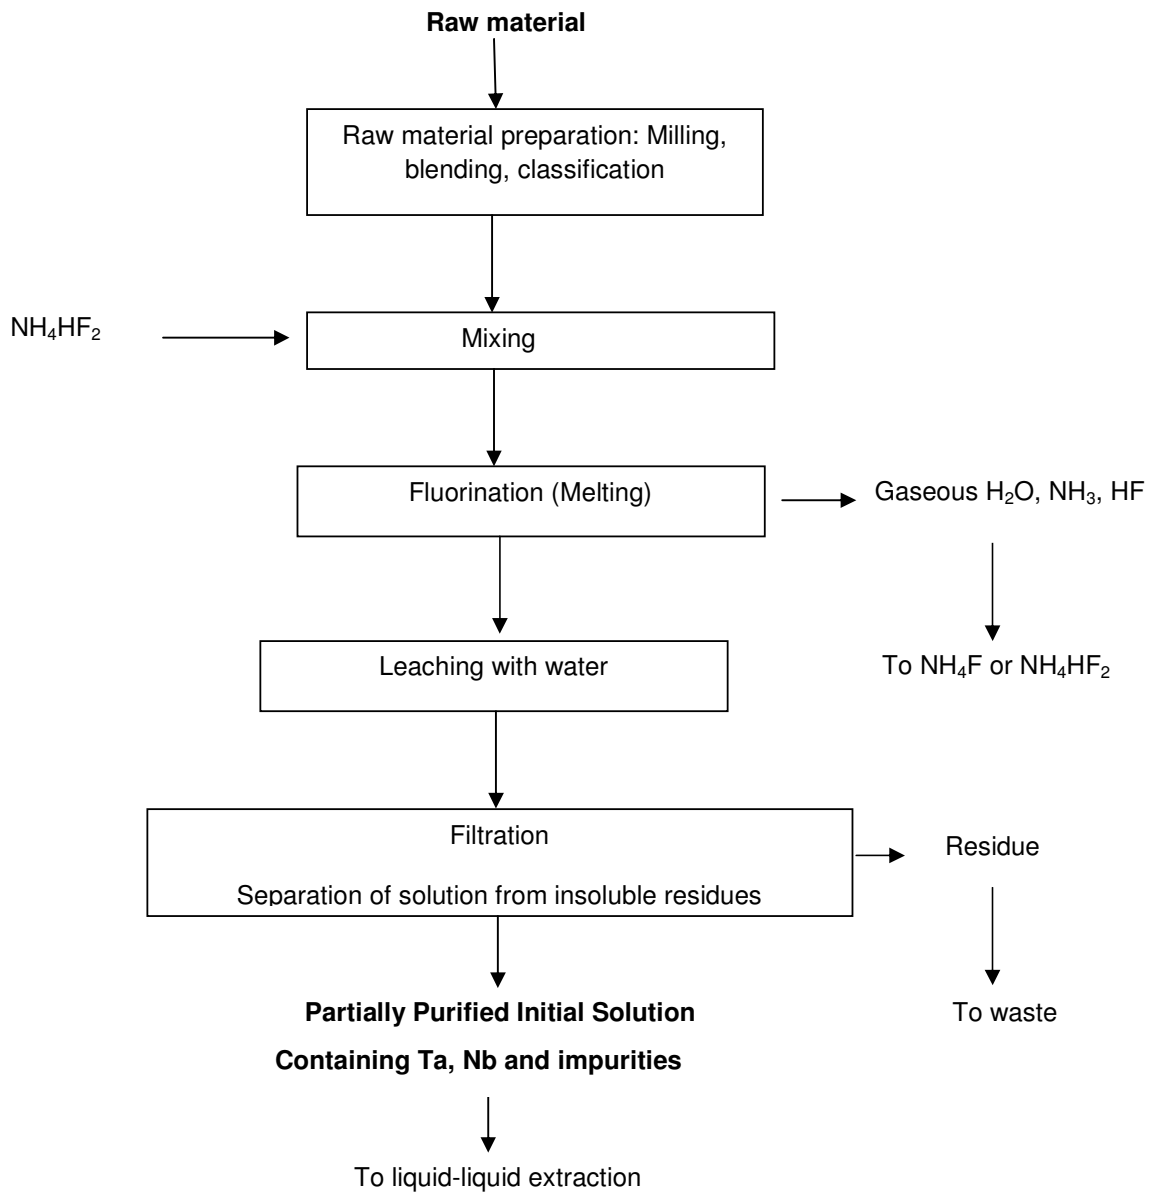 Raw material
Raw material preparation: Milling,
blending, classification
NH₄HF₂
Mixing
Fluorination (Melting)
Gaseous H₂O, NH₃, HF
To NH₄F or NH₄HF₂
Leaching with water
Filtration
Separation of solution from insoluble residues
Residue
To waste
Partially Purified Initial Solution
Containing Ta, Nb and impurities
To liquid-liquid extraction